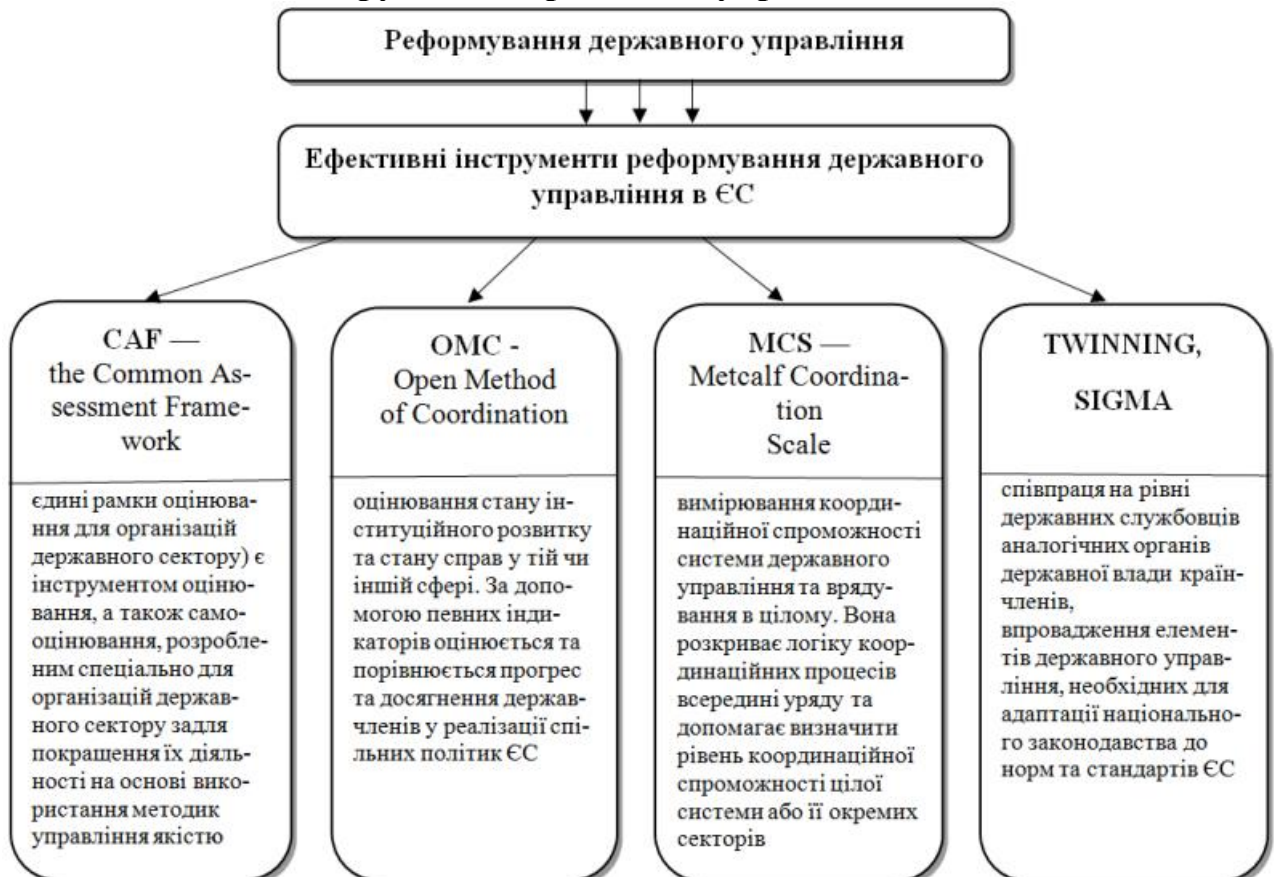 Реформування державного управління
Ефективні інструменти реформування державного
управління в ЄС
CAF —
the Common As-
sessment Frame-
work
єдині рамки оцінюва-
ння для організацій
державного сектору) є
інструментом оціню-
вання, а також само-
оцінювання, розробле-
ним спеціально для
організацій держав-
ного сектору задля
покращення їх діяль-
ності на основі вико-
ристання методик
управління якістю
OMC -
Open Method
of Coordination
оцінювання стану ін-
ституційного розвитку
та стану справ у тій чи
іншій сфері. За допо-
могою певних інди-
каторів оцінюється та
порівнюється прогрес
та досягнення держав-
членів у реалізації спі-
льних політик ЄС
MCS —
Metcalf Coordina-
tion
Scale
вимірювання коорди-
наційної спроможності
системи державного
управління та вряду-
вання в цілому. Вона
розкриває логіку коор-
динаційних процесів
всередині уряду та
допомагає визначити
рівень координаційної
спроможності цілої
системи або її окремих
секторів
TWINNING,
SIGMA
співпраця на рівні
державних службовців
аналогічних органів
державної влади країн-
членів,
впровадження елемен-
тів державного управ-
ління, необхідних для
адаптації національно-
го законодавства до
норм та стандартів ЄС